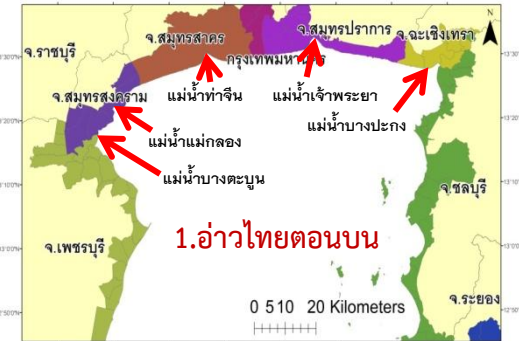 N
จ.ราชบุรี
จ.สมุทรสาคร
จ.สมุทรปราการ
จ.ฉะเชิงเทรา
กรุงเทพมหานคร
จ.สมุทรสงคราม
แม่น้ำท่าจีน
แม่น้ำเจ้าพระยา
แม่น้ำบางปะกง
แม่น้ำแม่กลอง
แม่น้ำบางตะบูน
จ.ชลบุรี
1.อ่าวไทยตอนบน
จ.เพชรบุรี
จ.ระยอง
0 5 10 20 Kilometers